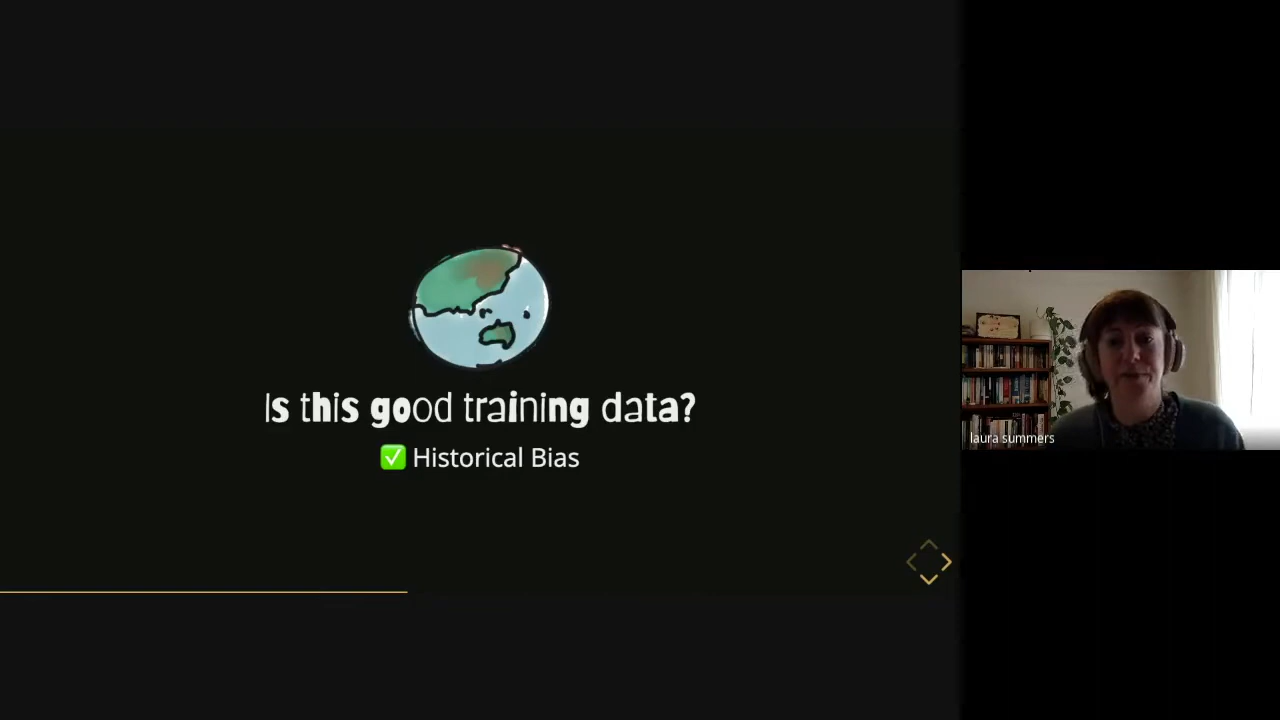 Is this good training data?
✅ Historical Bias
laura summers